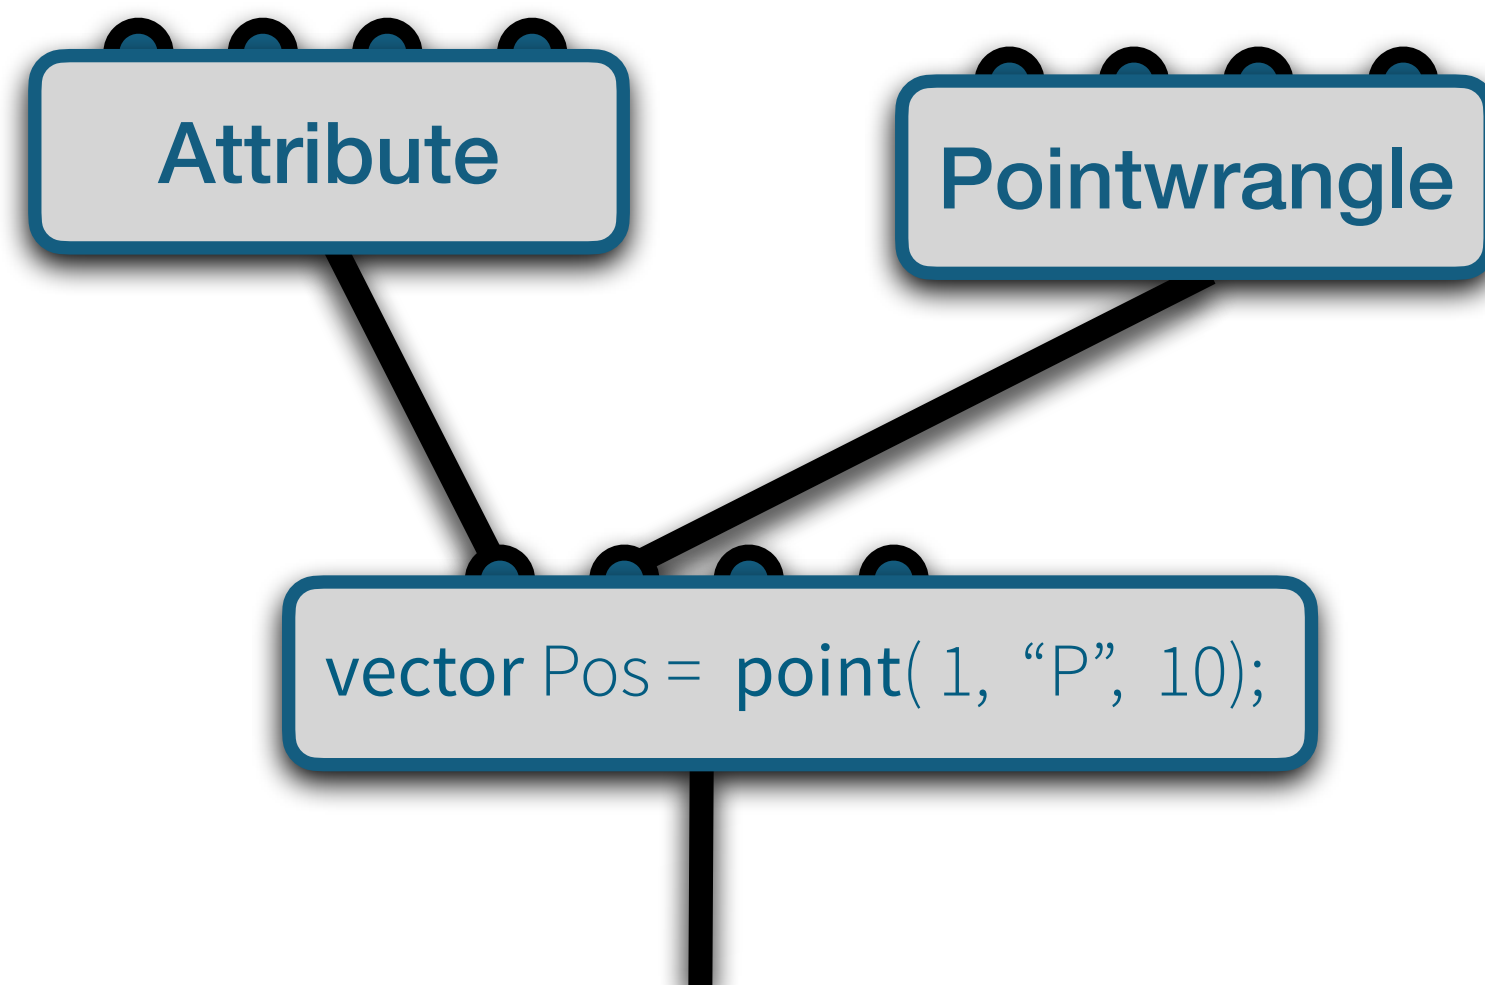 Attribute
Pointwrangle
vector Pos = point( 1, “P”, 10);